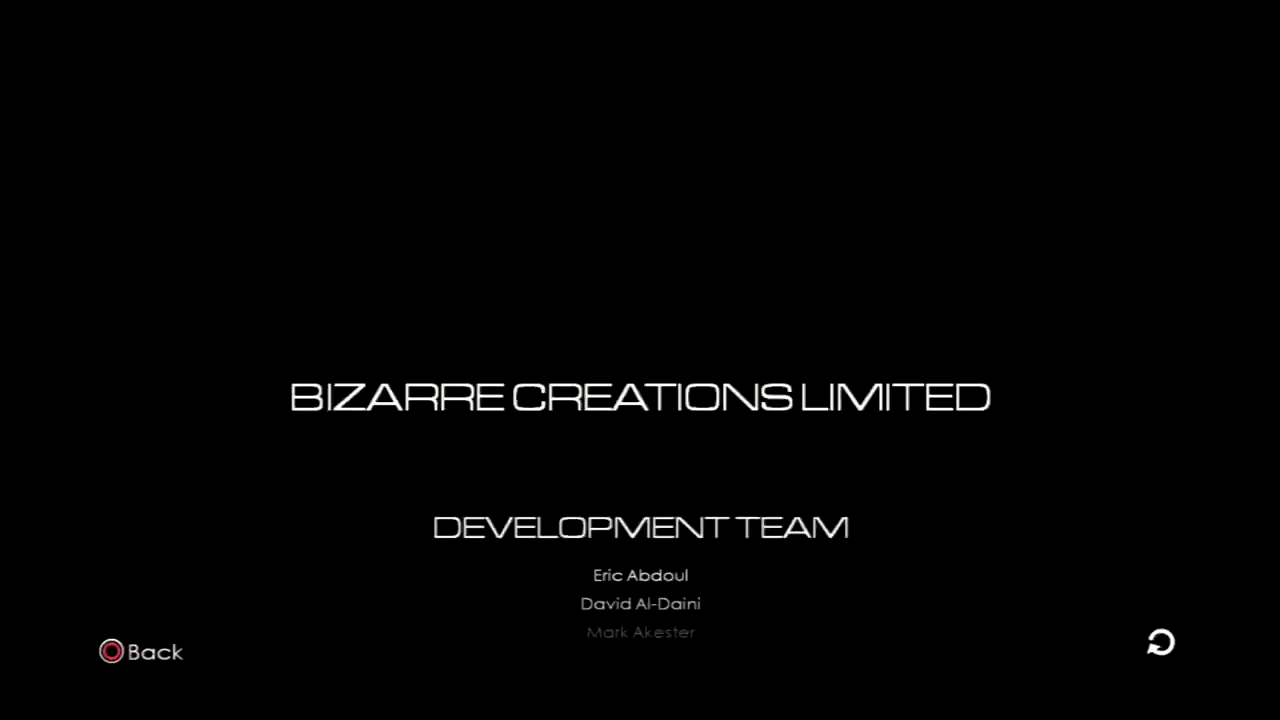 BIZARRE CREATIONS LIMITED
DEVELOPMENT TEAM
Eric Abdoul
David Al-Daini
Mark Akester
Back